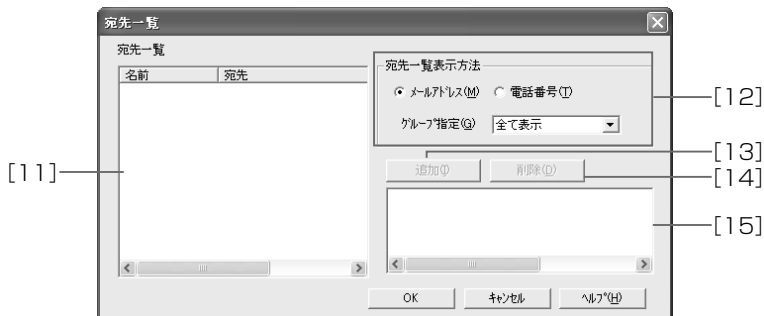 宛先一覧
宛先一覧
名前 宛先
宛先一覧表示方法
メールアドレス(M) 電話番号(T)
グループ指定(G) 全て表示
[11]
[12]
追加(I) 削除(D)
[13]
[14]
[15]
OK キャンセル ヘルプ(H)